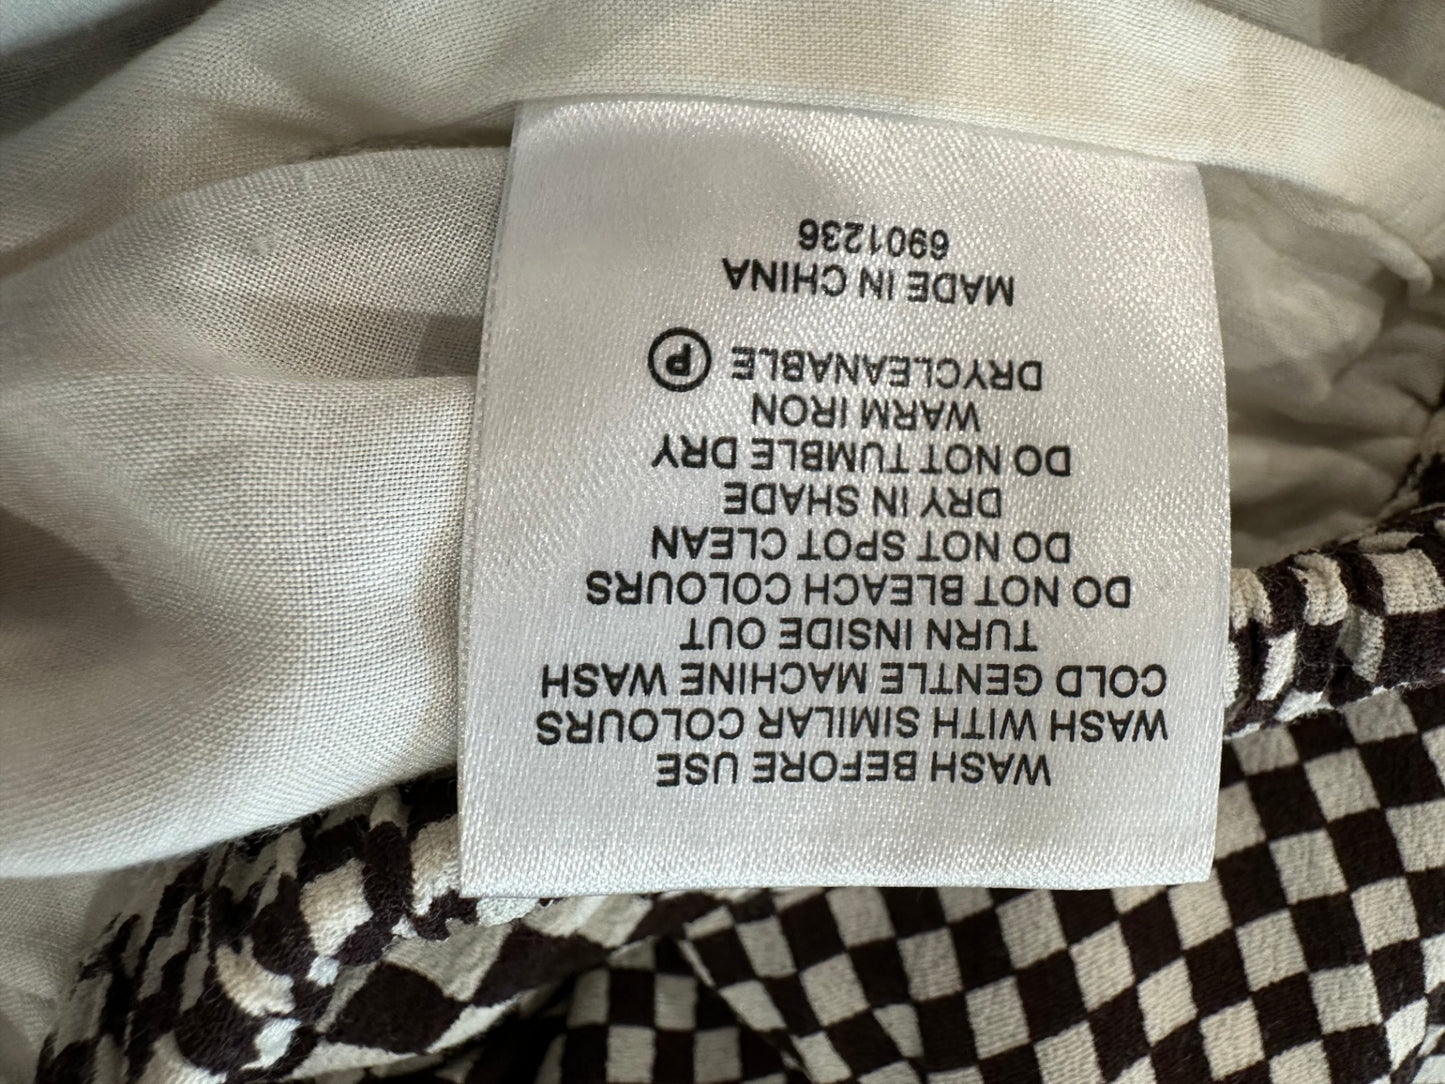 WASH BEFORE USE
WASH WITH SIMILAR COLOURS
COLD GENTLE MACHINE WASH
TURN INSIDE OUT
DO NOT BLEACH COLOURS
DO NOT SPOT CLEAN
DRY IN SHADE
DO NOT TUMBLE DRY
WARM IRON
DRYCLEANABLE Ⓟ
MADE IN CHINA
6901236